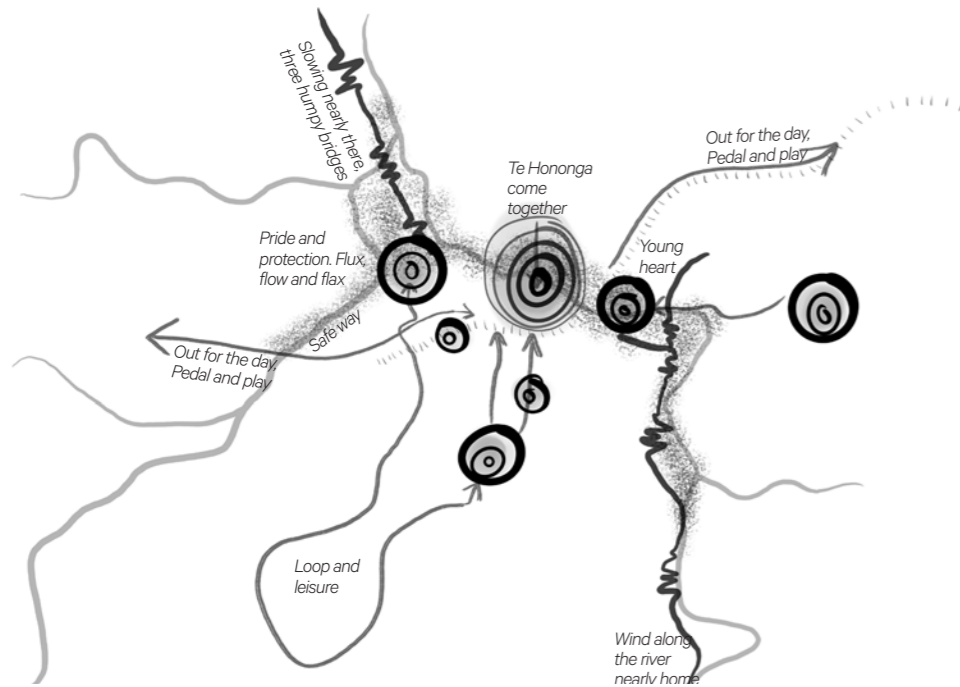 Slowing nearly there,
three humpy bridges
Out for the day,
Pedal and play
Te Hononga
come
together
Pride and
protection. Flux,
flow and flax
Young
heart
Safe way
Out for the day,
Pedal and play
Loop and
leisure
Wind along
the river
nearly home